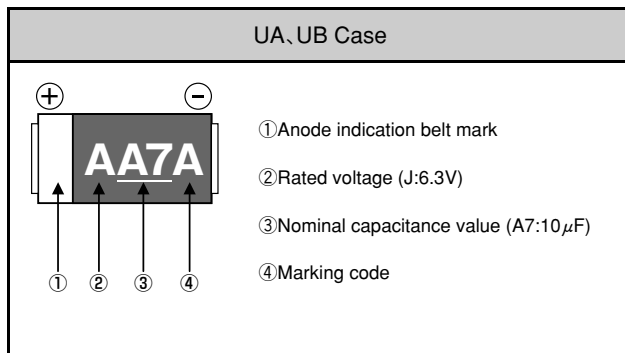 UA、UB Case
⊕ ⊖
AA7A
① ② ③ ④
①Anode indication belt mark
②Rated voltage (J:6.3V)
③Nominal capacitance value (A7:10μF)
④Marking code